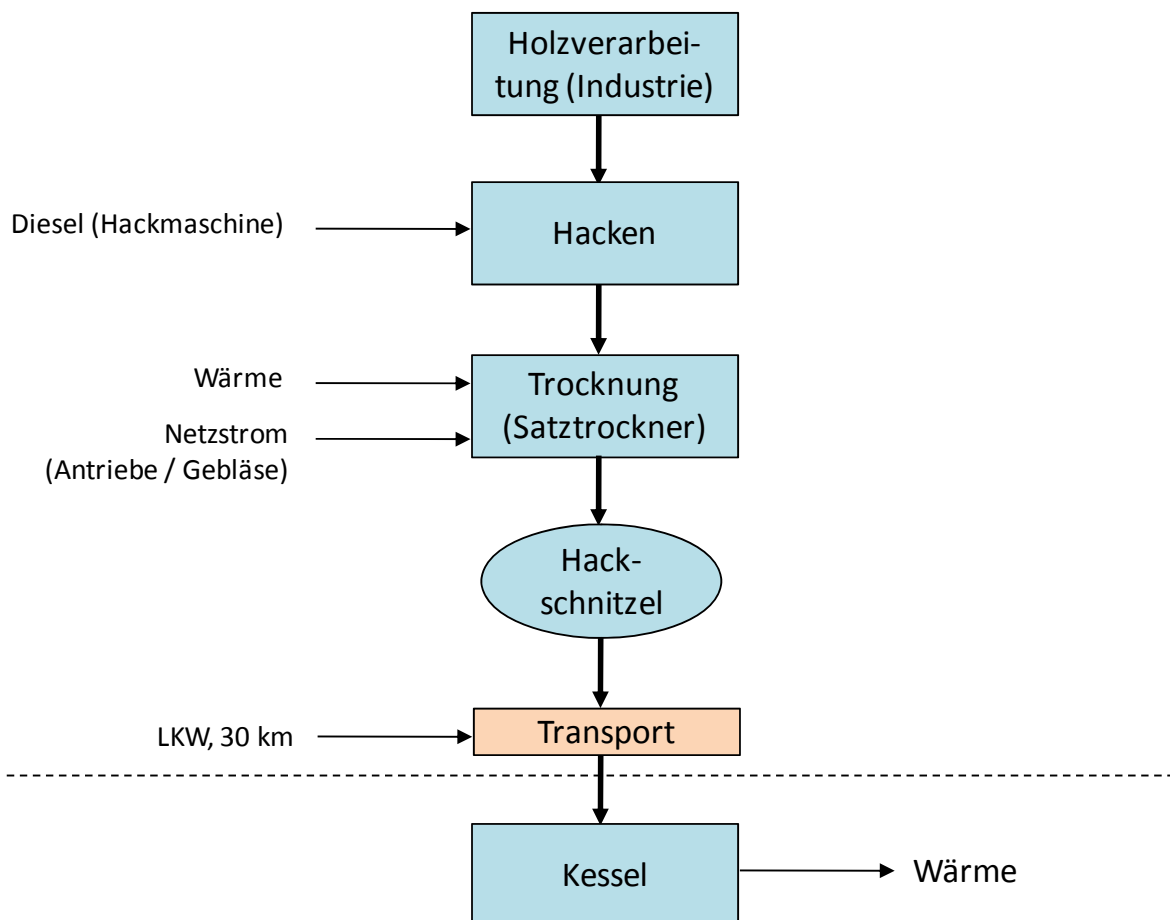 Holzverarbei-
tung (Industrie)
Diesel (Hackmaschine)
Hacken
Wärme
Trocknung
(Satztrockner)
Netzstrom
(Antriebe / Gebläse)
Hack-
schnitzel
LKW, 30 km
Transport
Kessel
Wärme